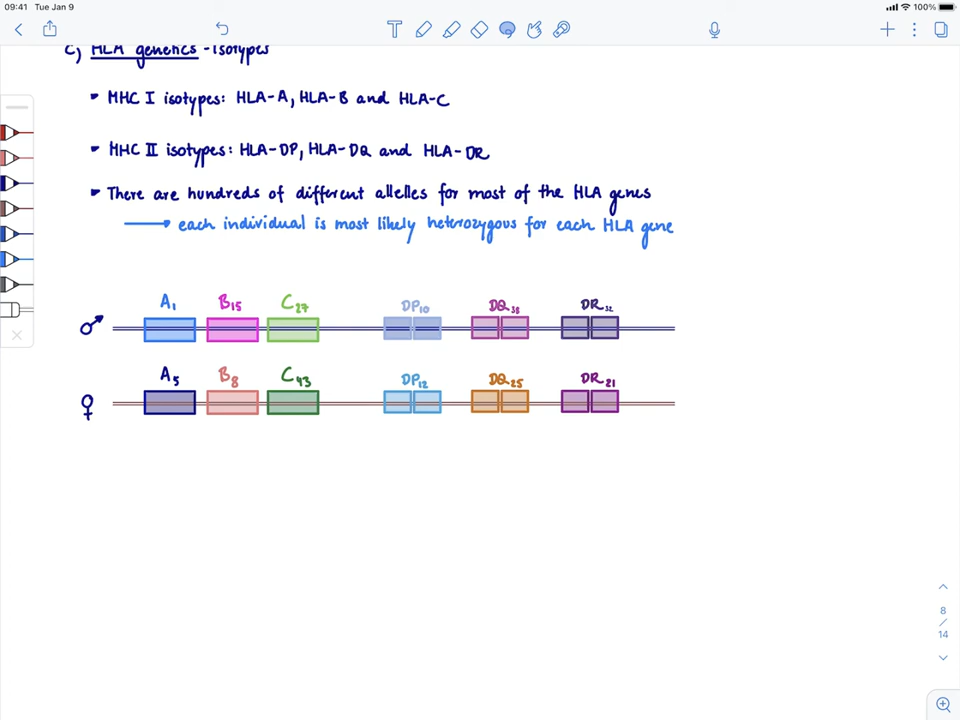 09:41 Tue Jan 9 100%
T
c) HLA genetics - isotypes
MHC I isotypes: HLA-A, HLA-B and HLA-C
MHC II isotypes: HLA-DP, HLA-DQ and HLA-DR
There are hundreds of different alleles for most of the HLA genes
→ each individual is most likely heterozygous for each HLA gene
A1 B15 C27 DP10 DQ38 DR32
♂
A5 B8 C43 DP12 DQ25 DR21
♀
8
/
14